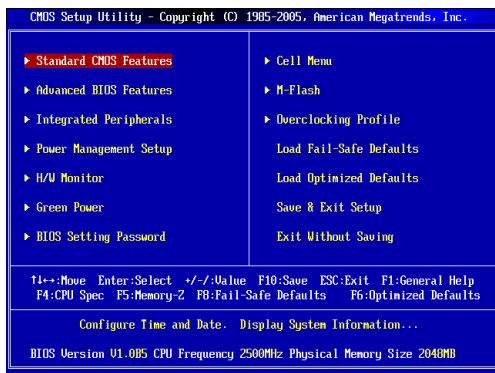 CMOS Setup Utility - Copyright (C) 1985-2005, American Megatrends, Inc.
▶ Standard CMOS Features
▶ Advanced BIOS Features
▶ Integrated Peripherals
▶ Power Management Setup
▶ H/W Monitor
▶ Green Power
▶ BIOS Setting Password
▶ Cell Menu
▶ M-Flash
▶ Overclocking Profile
Load Fail-Safe Defaults
Load Optimized Defaults
Save & Exit Setup
Exit Without Saving
↑↓←→:Move Enter:Select +/-/:Value F10:Save ESC:Exit F1:General Help
F4:CPU Spec F5:Memory-Z F8:Fail-Safe Defaults F6:Optimized Defaults
Configure Time and Date. Display System Information...
BIOS Version V1.0B5 CPU Frequency 2500MHz Physical Memory Size 2048MB